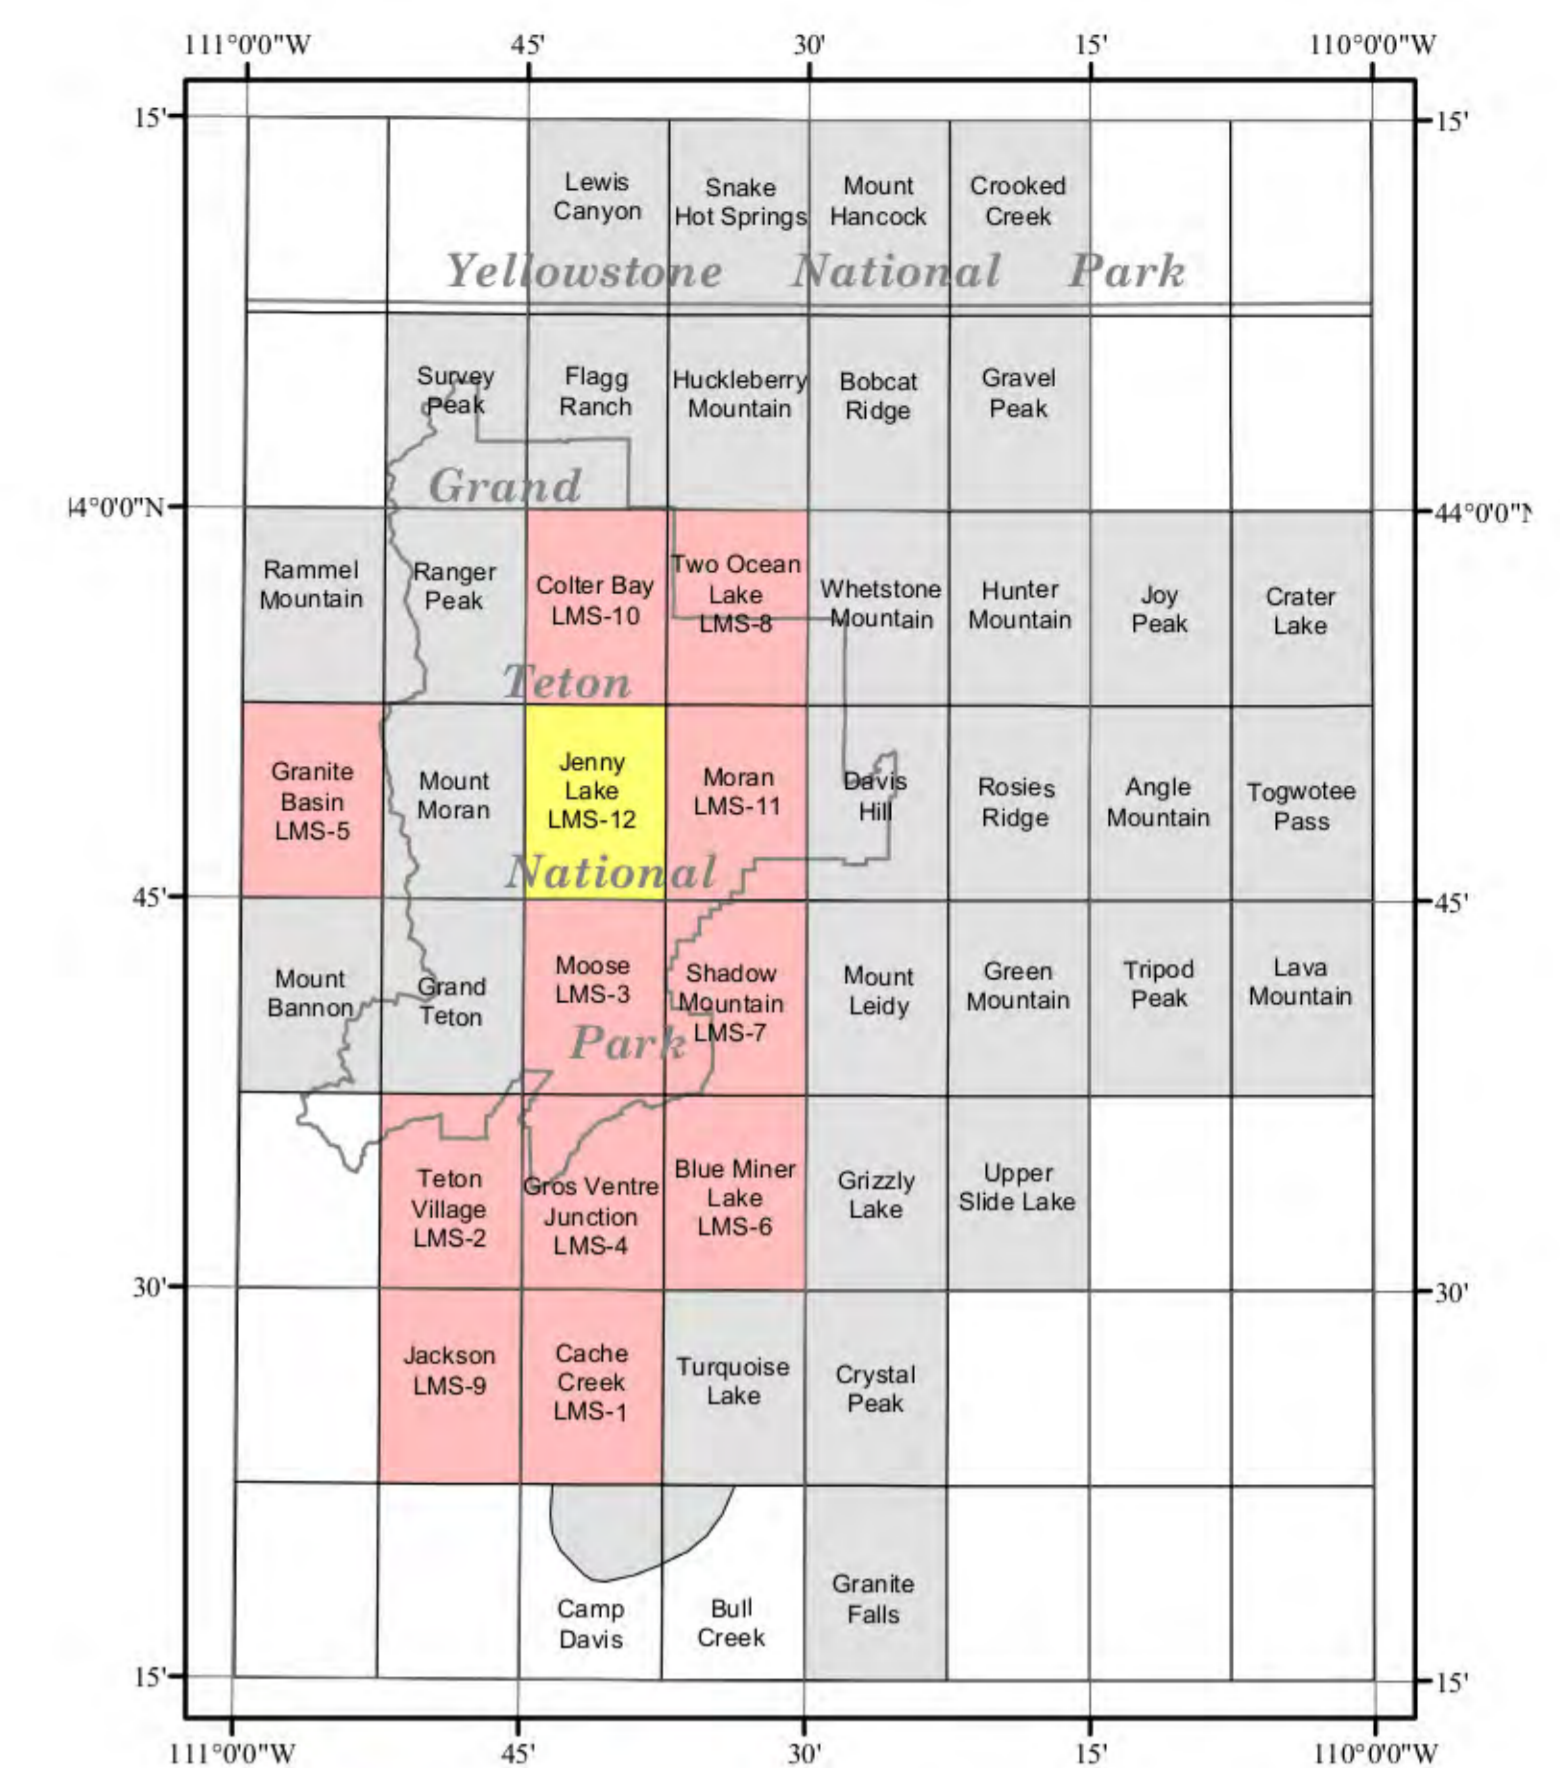 111°0'0"W 45' 30' 15' 110°0'0"W
15' 15'
Lewis
Canyon
Snake
Hot Springs
Mount
Hancock
Crooked
Creek
Yellowstone National Park
Survey
Peak
Flagg
Ranch
Huckleberry
Mountain
Bobcat
Ridge
Gravel
Peak
Grand
4°0'0"N 44°0'0"N
Rammel
Mountain
Ranger
Peak
Colter Bay
LMS-10
Two Ocean
Lake
LMS-8
Whetstone
Mountain
Hunter
Mountain
Joy
Peak
Crater
Lake
Teton
Granite
Basin
LMS-5
Mount
Moran
Jenny
Lake
LMS-12
Moran
LMS-11
Davis
Hill
Rosies
Ridge
Angle
Mountain
Togwotee
Pass
National
45' 45'
Mount
Bannon
Grand
Teton
Moose
LMS-3
Shadow
Mountain
LMS-7
Mount
Leidy
Green
Mountain
Tripod
Peak
Lava
Mountain
Park
Teton
Village
LMS-2
Gros Ventre
Junction
LMS-4
Blue Miner
Lake
LMS-6
Grizzly
Lake
Upper
Slide Lake
30' 30'
Jackson
LMS-9
Cache
Creek
LMS-1
Turquoise
Lake
Crystal
Peak
Camp
Davis
Bull
Creek
Granite
Falls
15' 15'
111°0'0"W 45' 30' 15' 110°0'0"W